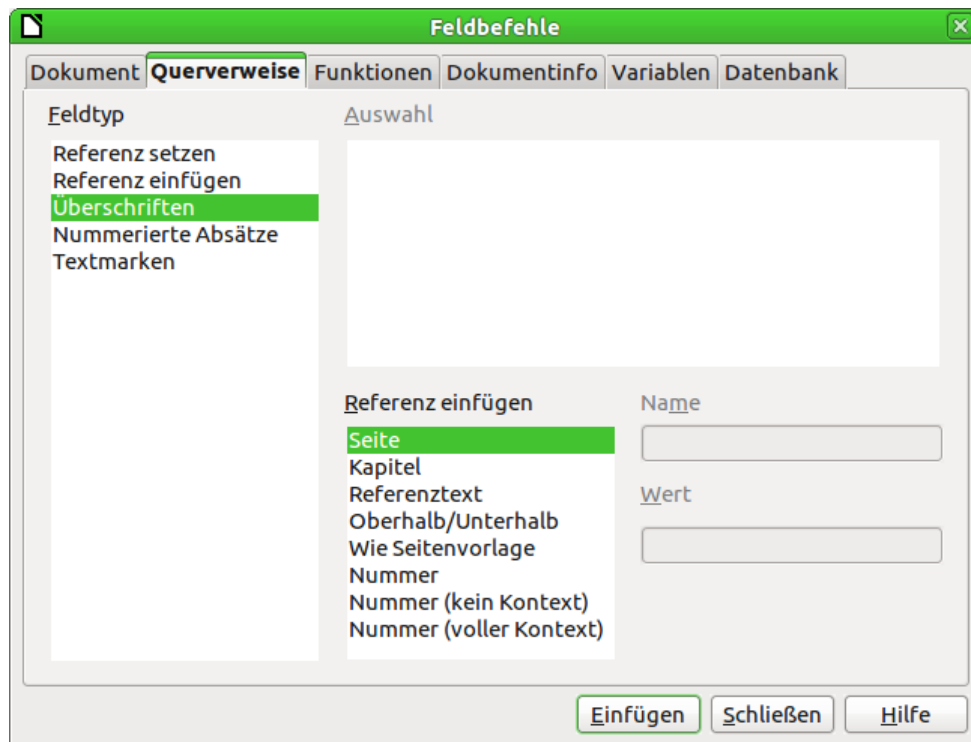 Feldbefehle
Dokument Querverweise Funktionen Dokumentinfo Variablen Datenbank
Feldtyp
Referenz setzen
Referenz einfügen
Überschriften
Nummerierte Absätze
Textmarken
Auswahl
Referenz einfügen
Seite
Kapitel
Referenztext
Oberhalb/Unterhalb
Wie Seitenvorlage
Nummer
Nummer (kein Kontext)
Nummer (voller Kontext)
Name
Wert
Einfügen Schließen Hilfe